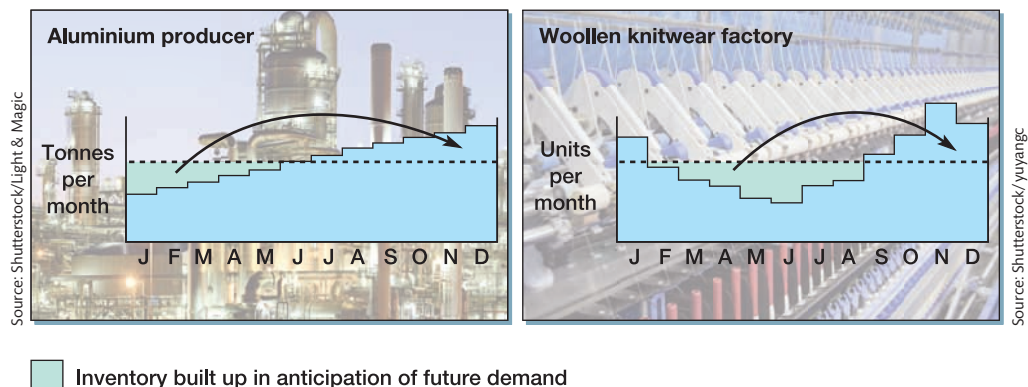 Aluminium producer
Tonnes
per
month
J F M A M J J A S O N D
Source: Shutterstock/Light & Magic
Woollen knitwear factory
Units
per
month
J F M A M J J A S O N D
Source: Shutterstock/yuyangc
Inventory built up in anticipation of future demand